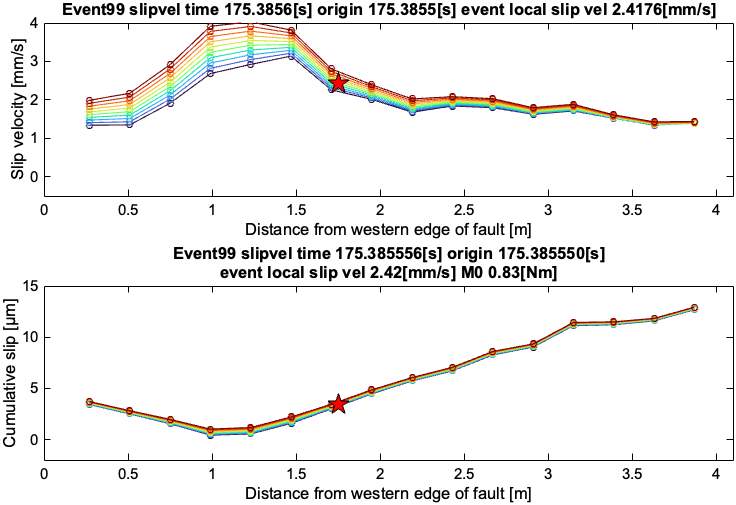 Event99 slipvel time 175.3856[s] origin 175.3855[s] event local slip vel 2.4176[mm/s]
4
3
2
1
0
Slip velocity [mm/s]
0 0.5 1 1.5 2 2.5 3 3.5 4
Distance from western edge of fault [m]
Event99 slipvel time 175.385556[s] origin 175.385550[s]
event local slip vel 2.42[mm/s] M0 0.83[Nm]
15
10
5
0
Cumulative slip [µm]
0 0.5 1 1.5 2 2.5 3 3.5 4
Distance from western edge of fault [m]